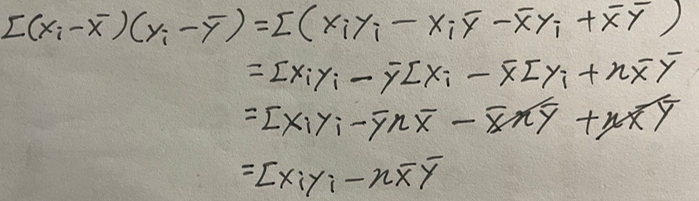 Σ(xᵢ-x̄)(yᵢ-ȳ) = Σ(xᵢyᵢ - xᵢȳ - x̄yᵢ + x̄ȳ)
= Σxᵢyᵢ - ȳΣxᵢ - x̄Σyᵢ + nx̄ȳ
= Σxᵢyᵢ - ȳnx̄ - x̄nȳ + nx̄ȳ
= Σxᵢyᵢ - nx̄ȳ